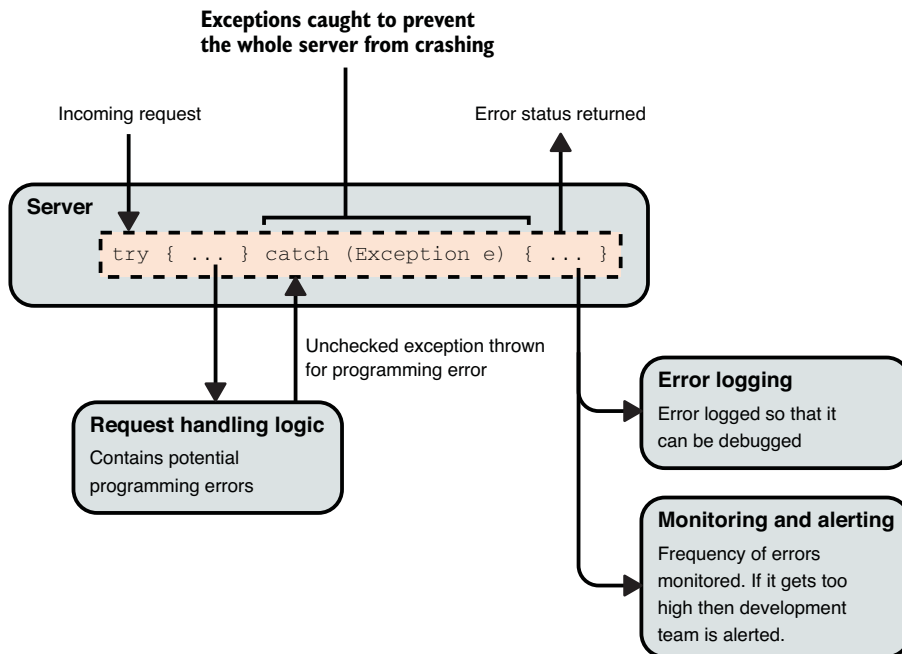 Exceptions caught to prevent
the whole server from crashing
Incoming request
Error status returned
Server
try { ... } catch (Exception e) { ... }
Unchecked exception thrown
for programming error
Request handling logic
Contains potential
programming errors
Error logging
Error logged so that it
can be debugged
Monitoring and alerting
Frequency of errors
monitored. If it gets too
high then development
team is alerted.